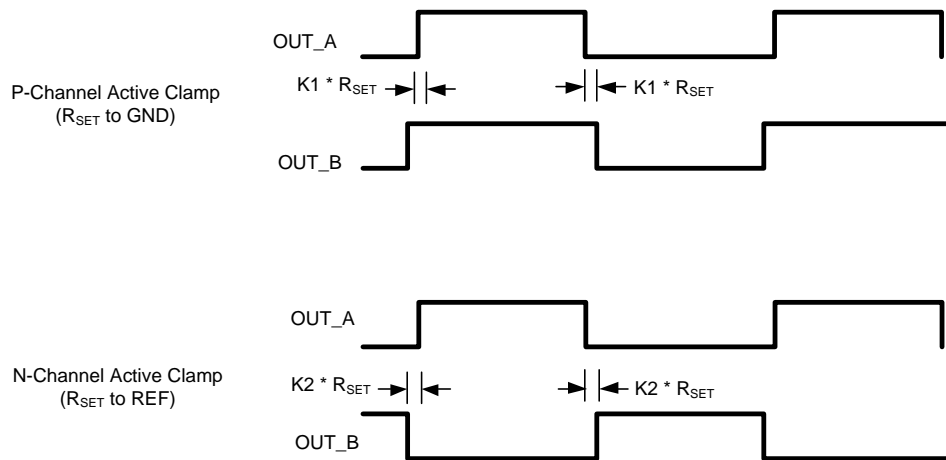 OUT_A
K1 * RSET
K1 * RSET
P-Channel Active Clamp
(RSET to GND)
OUT_B
OUT_A
N-Channel Active Clamp
(RSET to REF)
K2 * RSET
K2 * RSET
OUT_B